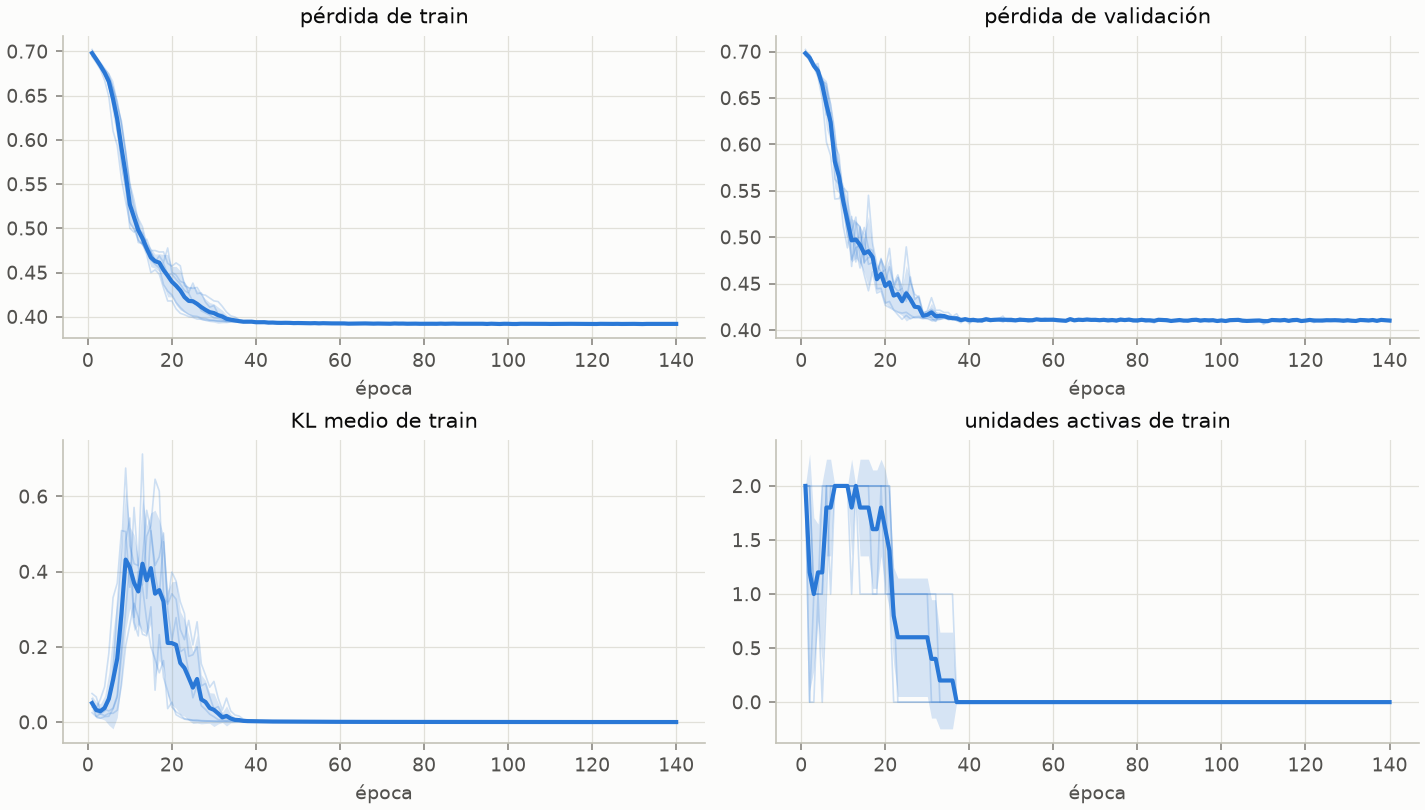 pérdida de train
0.70
0.65
0.60
0.55
0.50
0.45
0.40
0 20 40 60 80 100 120 140
época
pérdida de validación
0.70
0.65
0.60
0.55
0.50
0.45
0.40
0 20 40 60 80 100 120 140
época
KL medio de train
0.6
0.4
0.2
0.0
0 20 40 60 80 100 120 140
época
unidades activas de train
2.0
1.5
1.0
0.5
0.0
0 20 40 60 80 100 120 140
época